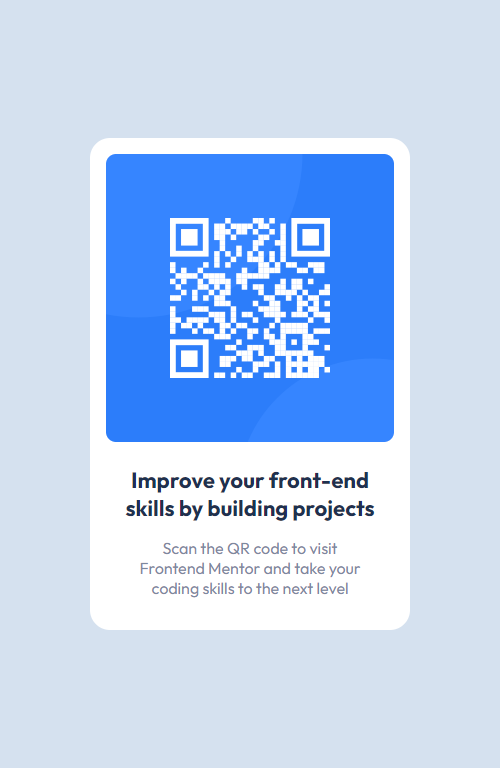 Improve your front-end
skills by building projects
Scan the QR code to visit
Frontend Mentor and take your
coding skills to the next level